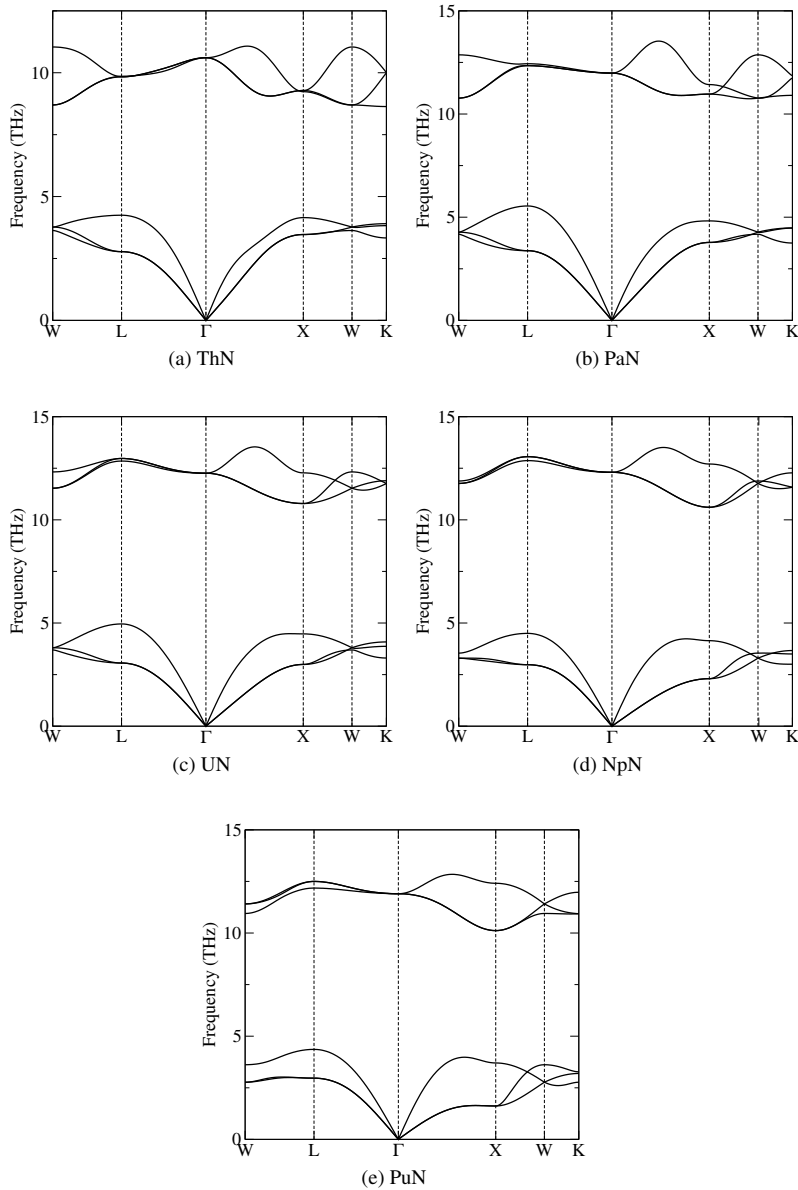 10
5
0
Frequency (THz)
W L Γ X W K
(a) ThN
15
10
5
0
Frequency (THz)
W L Γ X W K
(b) PaN
15
10
5
0
Frequency (THz)
W L Γ X W K
(c) UN
15
10
5
0
Frequency (THz)
W L Γ X W K
(d) NpN
15
10
5
0
Frequency (THz)
W L Γ X W K
(e) PuN